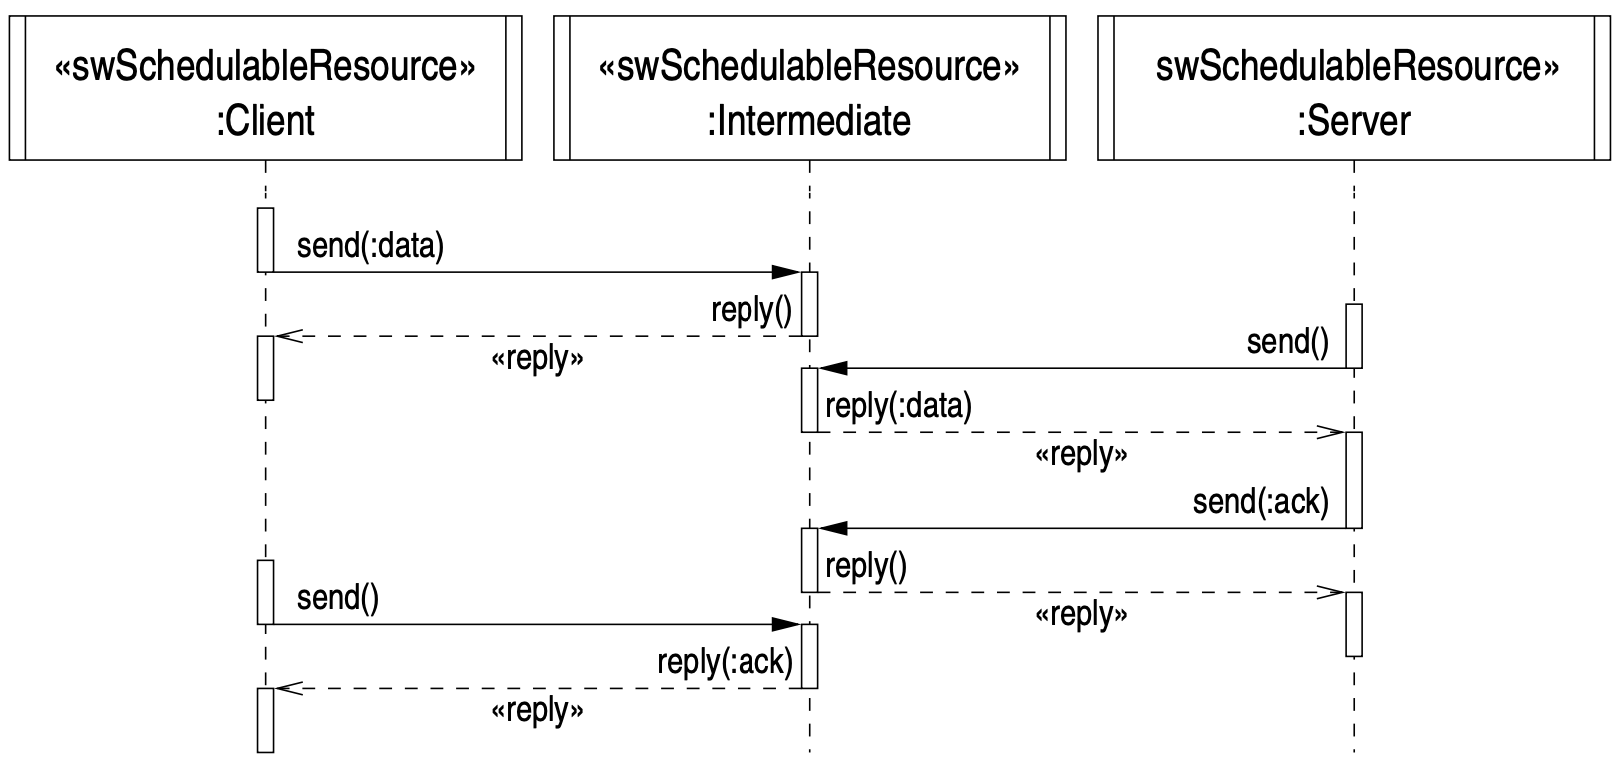 «swSchedulableResource»
:Client
«swSchedulableResource»
:Intermediate
swSchedulableResource»
:Server
send(:data)
reply()
«reply»
send()
reply(:data)
«reply»
send(:ack)
reply()
«reply»
send()
reply(:ack)
«reply»